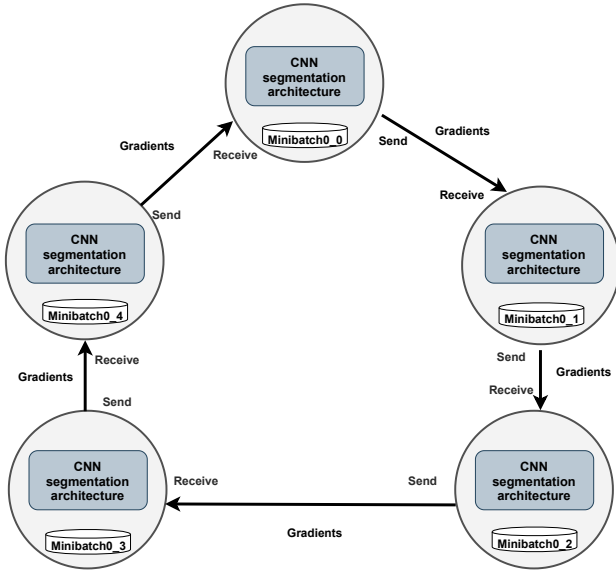 CNN
segmentation
architecture
Minibatch0_0
Gradients
Send
Receive
Gradients
Receive
Send
CNN
segmentation
architecture
Minibatch0_4
CNN
segmentation
architecture
Minibatch0_1
Receive
Gradients
Send
Send
Gradients
Receive
CNN
segmentation
architecture
Minibatch0_3
Receive
Send
Gradients
CNN
segmentation
architecture
Minibatch0_2